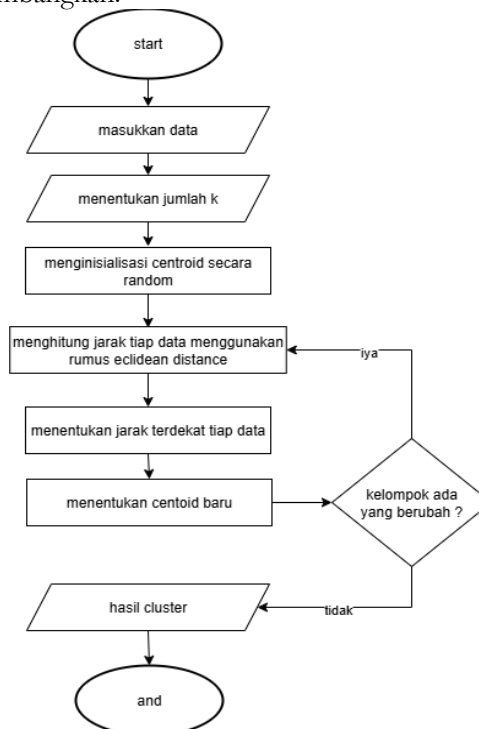 start
masukkan data
menentukan jumlah k
menginisialisasi centroid secara
random
menghitung jarak tiap data menggunakan
rumus eclidean distance
iya
menentukan jarak terdekat tiap data
menentukan centoid baru
kelompok ada
yang berubah ?
hasil cluster
tidak
and